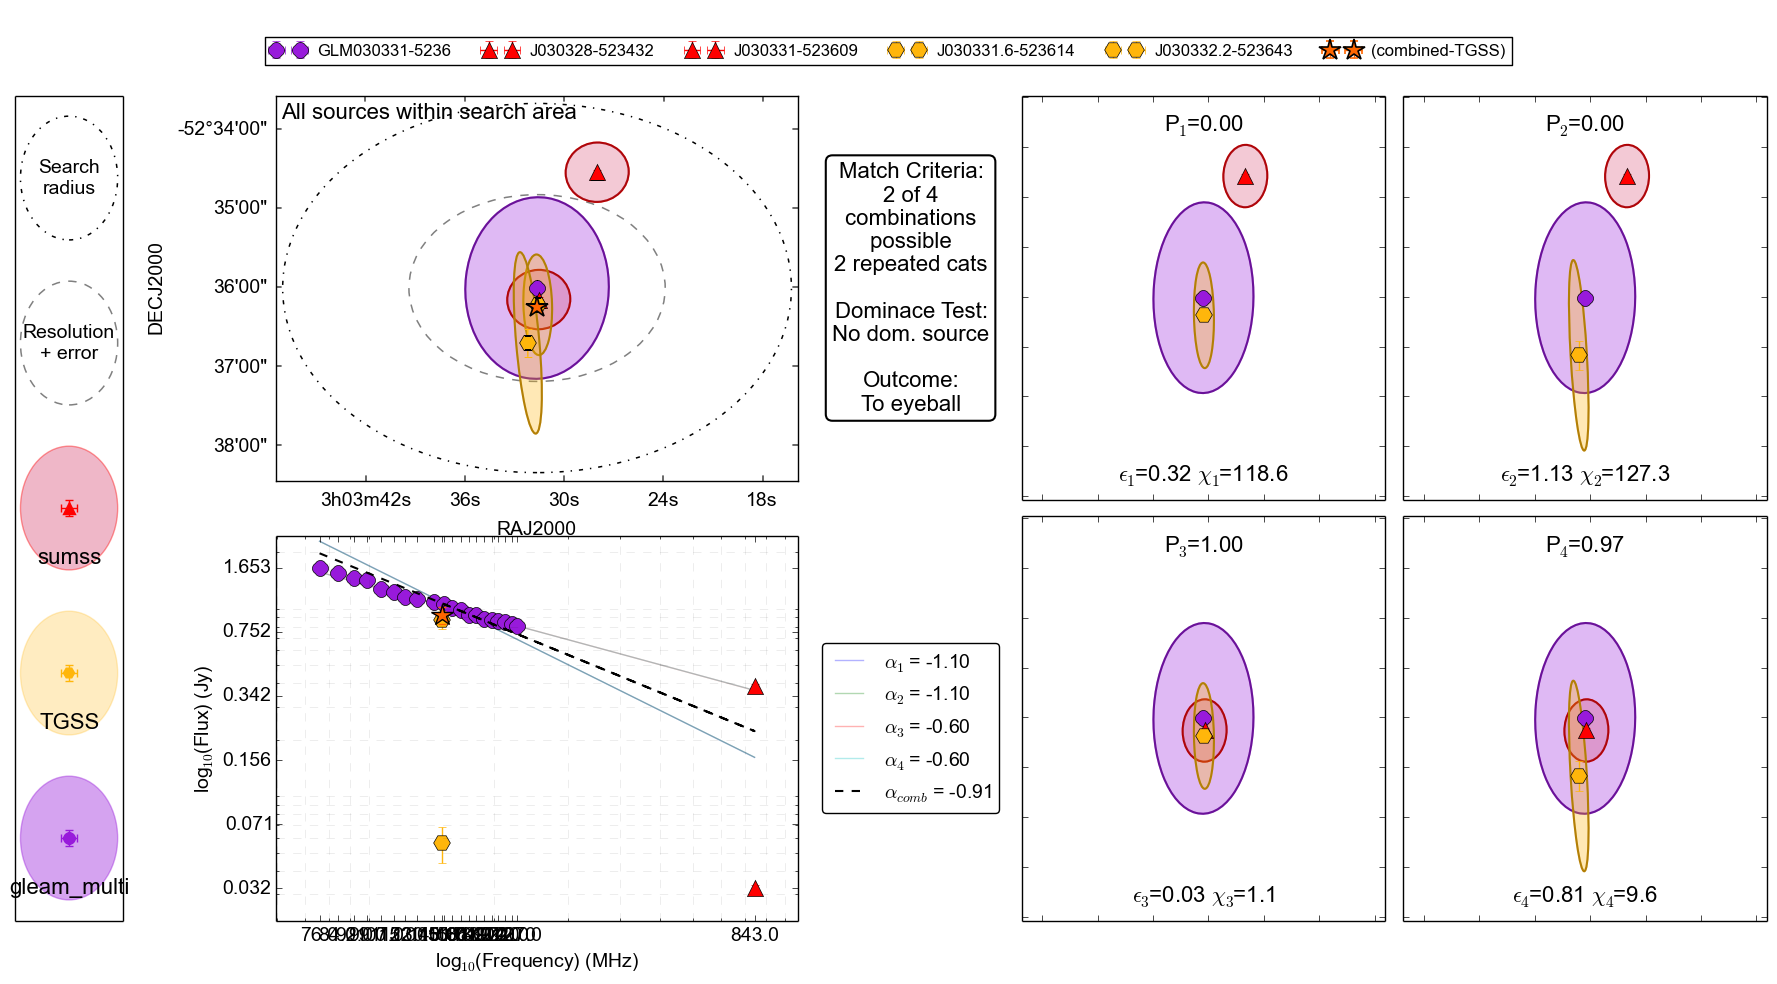 GLM030331-5236 J030328-523432 J030331-523609 J030331.6-523614 J030332.2-523643 (combined-TGSS)
Search
radius
Resolution
+ error
sumss
TGSS
gleam_multi
All sources within search area
-52°34'00"
35'00"
36'00"
37'00"
38'00"
DECJ2000
3h03m42s 36s 30s 24s 18s
RAJ2000
Match Criteria:
2 of 4
combinations
possible
2 repeated cats
Dominace Test:
No dom. source
Outcome:
To eyeball
P1=0.00
ϵ1=0.32 χ1=118.6
P2=0.00
ϵ2=1.13 χ2=127.3
P3=1.00
ϵ3=0.03 χ3=1.1
P4=0.97
ϵ4=0.81 χ4=9.6
1.653
0.752
0.342
0.156
0.071
0.032
log10(Flux) (Jy)
843.0
log10(Frequency) (MHz)
α1 = -1.10
α2 = -1.10
α3 = -0.60
α4 = -0.60
αcomb = -0.91